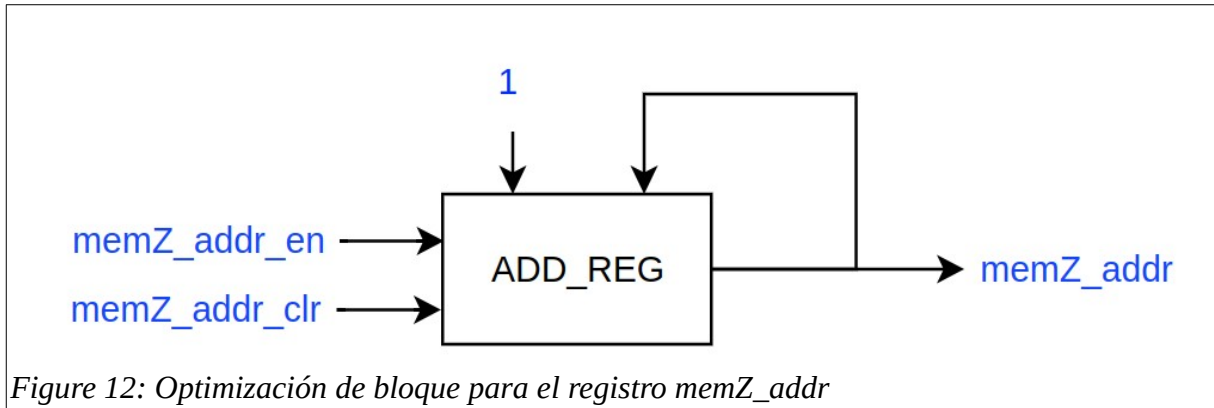 1
memZ_addr_en
ADD_REG
memZ_addr
memZ_addr_clr
Figure 12: Optimización de bloque para el registro memZ_addr